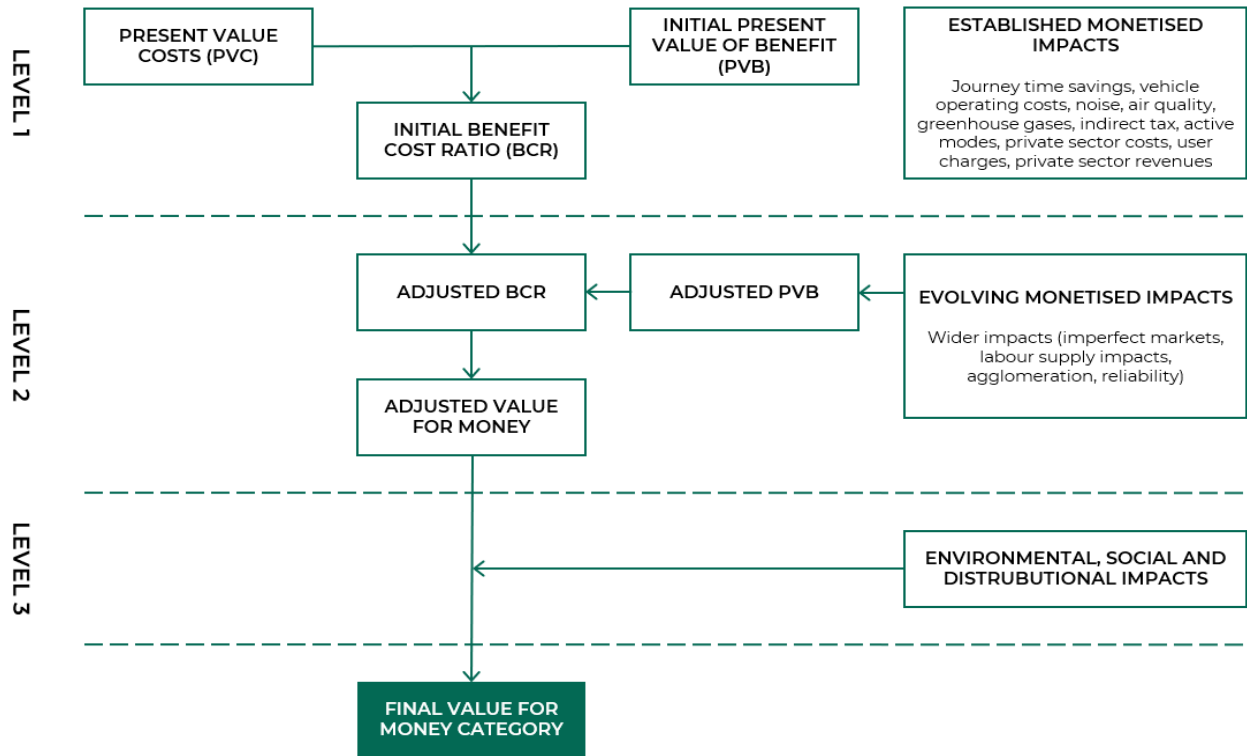 LEVEL 1
PRESENT VALUE
COSTS (PVC)
INITIAL PRESENT
VALUE OF BENEFIT
(PVB)
ESTABLISHED MONETISED
IMPACTS
Journey time savings, vehicle
operating costs, noise, air quality,
greenhouse gases, indirect tax, active
modes, private sector costs, user
charges, private sector revenues
INITIAL BENEFIT
COST RATIO (BCR)
LEVEL 2
ADJUSTED BCR
ADJUSTED PVB
EVOLVING MONETISED IMPACTS
Wider impacts (imperfect markets,
labour supply impacts,
agglomeration, reliability)
ADJUSTED VALUE
FOR MONEY
LEVEL 3
ENVIRONMENTAL, SOCIAL AND
DISTRUBUTIONAL IMPACTS
FINAL VALUE FOR
MONEY CATEGORY